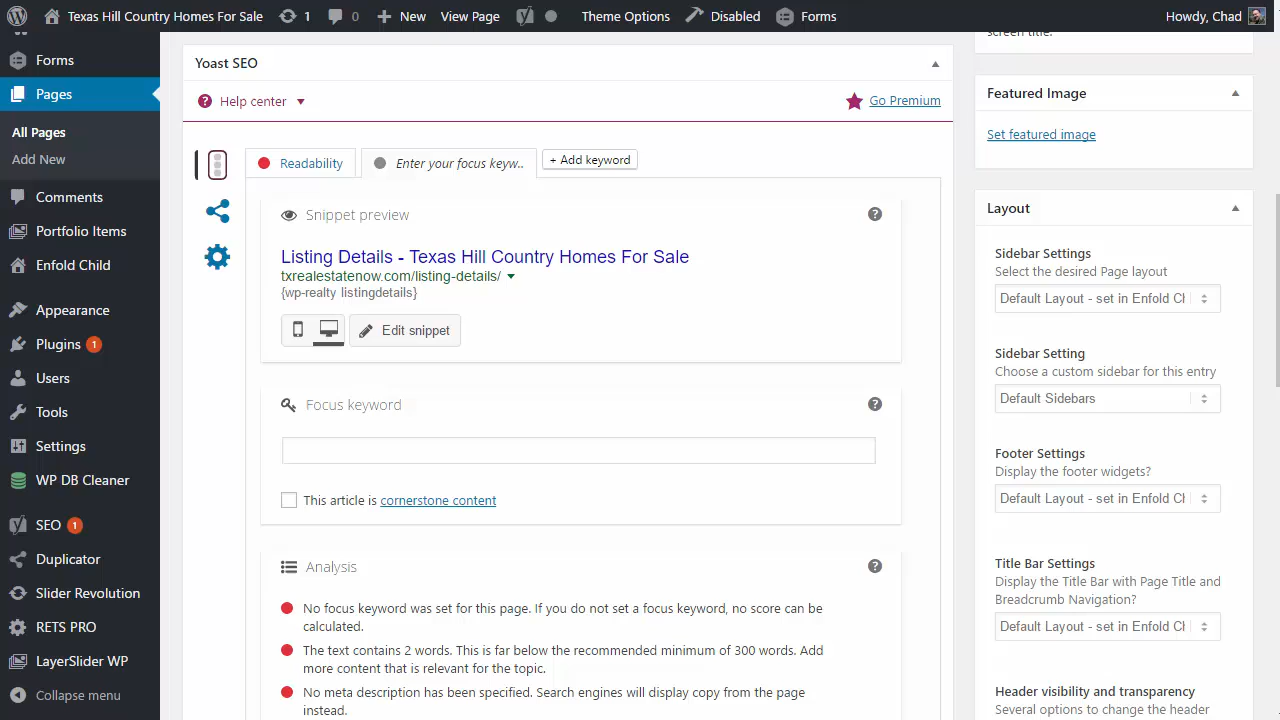 Texas Hill Country Homes For Sale
1
0
New
View Page
Theme Options
Disabled
Forms
Howdy, Chad
Forms
Pages
All Pages
Add New
Comments
Portfolio Items
Enfold Child
Appearance
Plugins 1
Users
Tools
Settings
WP DB Cleaner
SEO 1
Duplicator
Slider Revolution
RETS PRO
LayerSlider WP
Collapse menu
Yoast SEO
Help center
Go Premium
Readability
Enter your focus keyw..
+ Add keyword
Snippet preview
Listing Details - Texas Hill Country Homes For Sale
txrealestatenow.com/listing-details/
{wp-realty listingdetails}
Edit snippet
Focus keyword
This article is cornerstone content
Analysis
No focus keyword was set for this page. If you do not set a focus keyword, no score can be
calculated.
The text contains 2 words. This is far below the recommended minimum of 300 words. Add
more content that is relevant for the topic.
No meta description has been specified. Search engines will display copy from the page
instead.
screen title.
Featured Image
Set featured image
Layout
Sidebar Settings
Select the desired Page layout
Default Layout - set in Enfold Cl
Sidebar Setting
Choose a custom sidebar for this entry
Default Sidebars
Footer Settings
Display the footer widgets?
Default Layout - set in Enfold Cl
Title Bar Settings
Display the Title Bar with Page Title and
Breadcrumb Navigation?
Default Layout - set in Enfold Cl
Header visibility and transparency
Several options to change the header